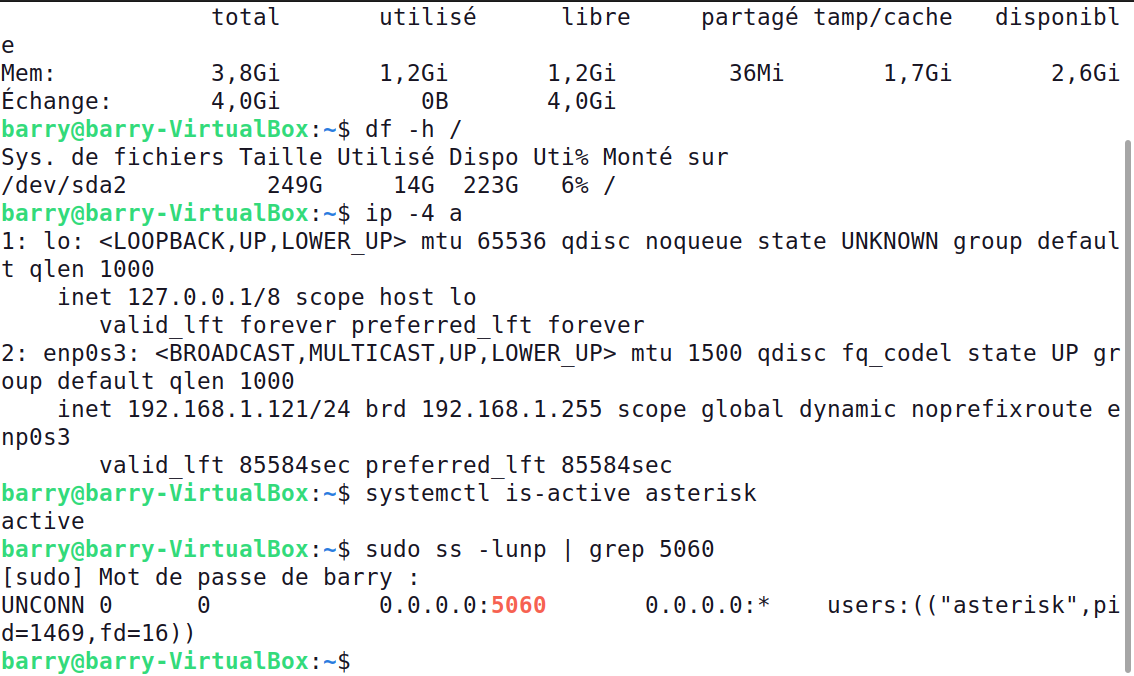 total       utilisé      libre     partagé tamp/cache   disponibl
e
Mem:           3,8Gi       1,2Gi       1,2Gi        36Mi       1,7Gi       2,6Gi
Échange:       4,0Gi          0B       4,0Gi
barry@barry-VirtualBox:~$ df -h /
Sys. de fichiers Taille Utilisé Dispo Uti% Monté sur
/dev/sda2          249G     14G  223G   6% /
barry@barry-VirtualBox:~$ ip -4 a
1: lo: <LOOPBACK,UP,LOWER_UP> mtu 65536 qdisc noqueue state UNKNOWN group defaul
t qlen 1000
    inet 127.0.0.1/8 scope host lo
       valid_lft forever preferred_lft forever
2: enp0s3: <BROADCAST,MULTICAST,UP,LOWER_UP> mtu 1500 qdisc fq_codel state UP gr
oup default qlen 1000
    inet 192.168.1.121/24 brd 192.168.1.255 scope global dynamic noprefixroute e
np0s3
       valid_lft 85584sec preferred_lft 85584sec
barry@barry-VirtualBox:~$ systemctl is-active asterisk
active
barry@barry-VirtualBox:~$ sudo ss -lunp | grep 5060
[sudo] Mot de passe de barry :
UNCONN 0      0            0.0.0.0:5060       0.0.0.0:*    users:(("asterisk",pi
d=1469,fd=16))
barry@barry-VirtualBox:~$